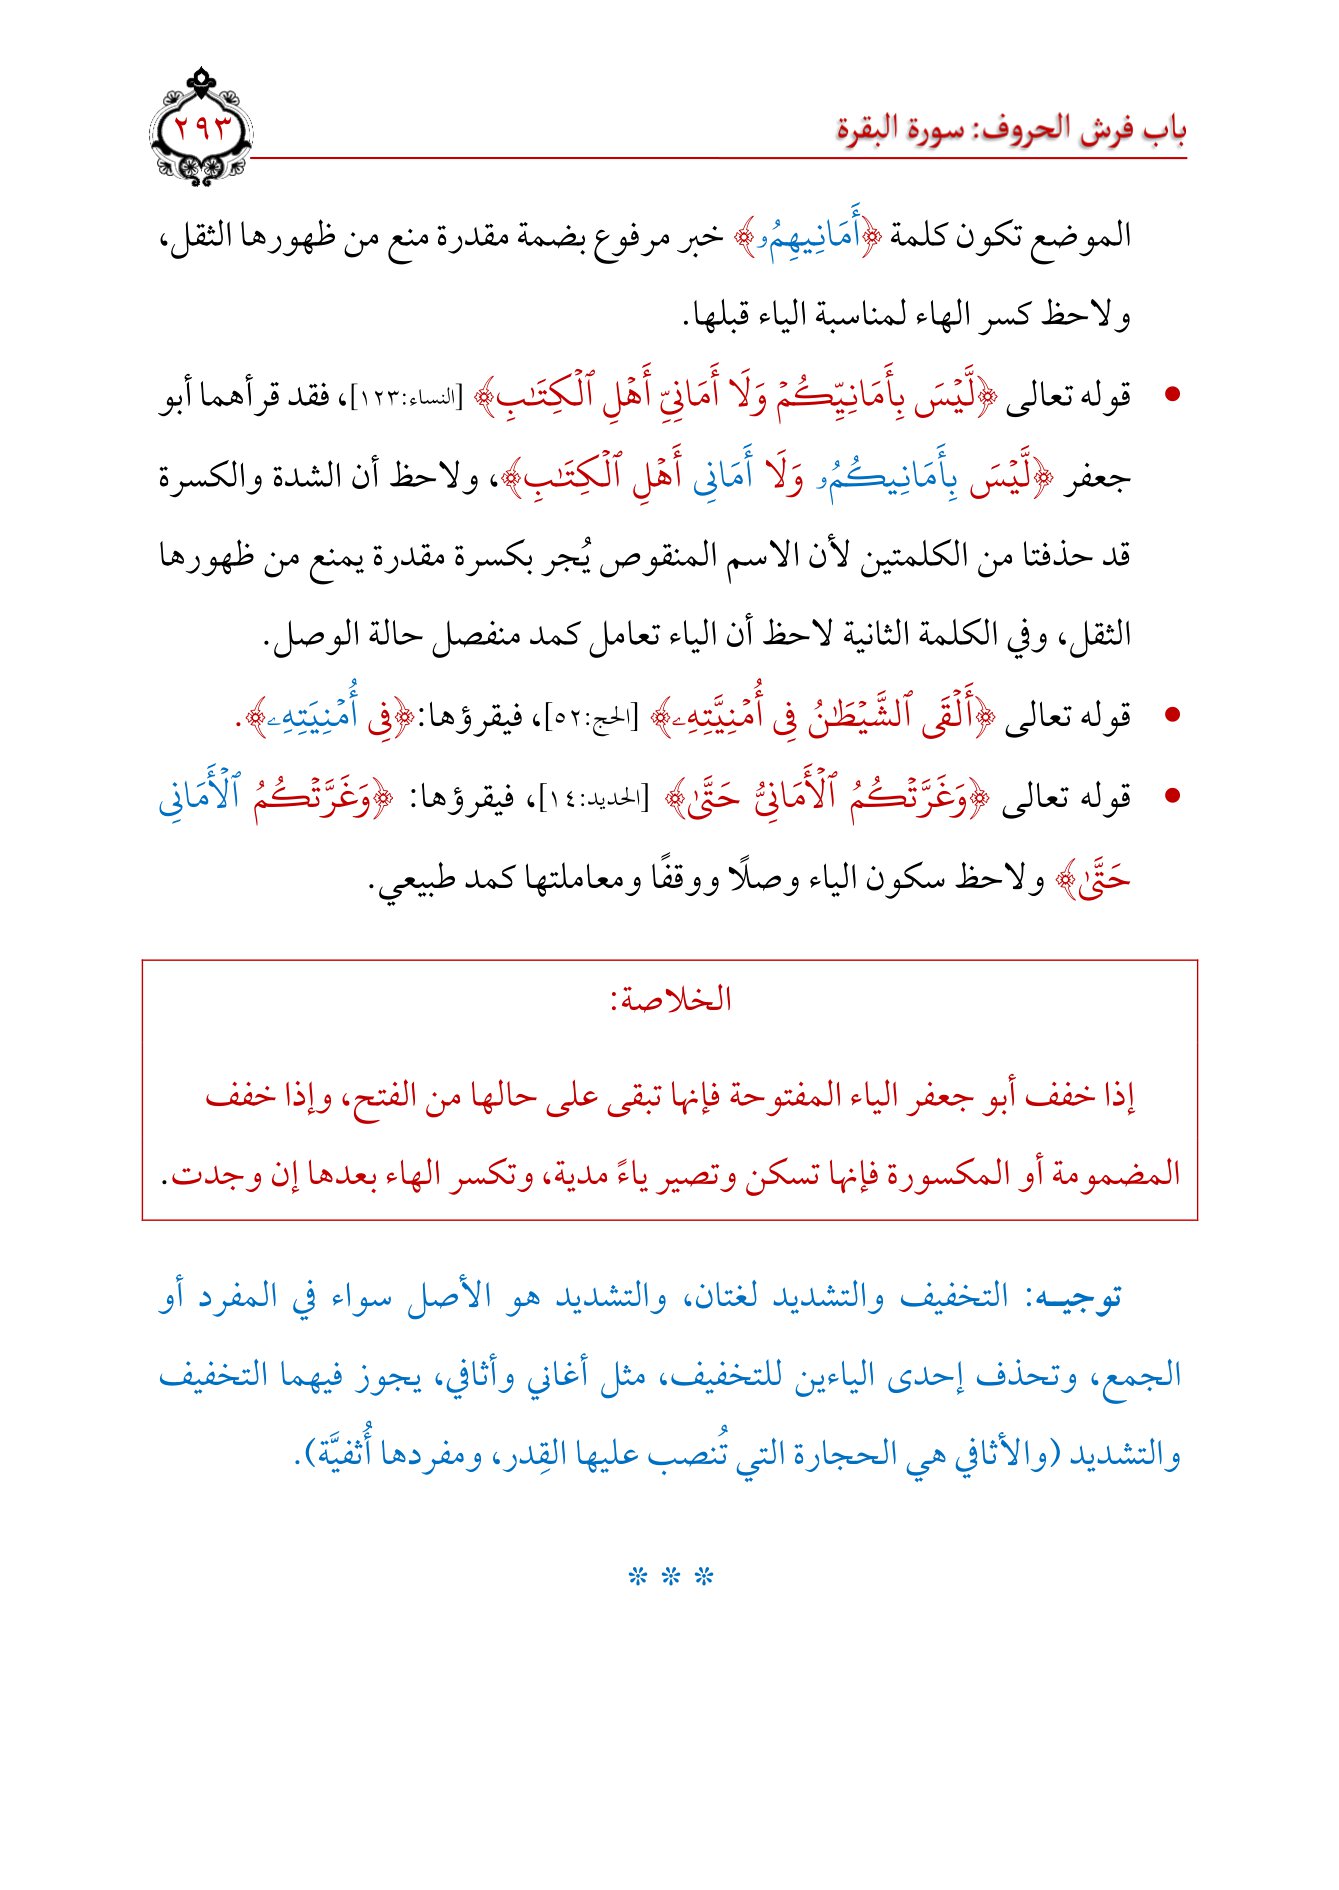 باب فرش الحروف: سورة البقرة
٢٩٣
الموضع تكون كلمة ﴿أَمَانِيهِمُۥ﴾ خبر مرفوع بضمة مقدرة منع من ظهورها الثقل،
ولاحظ كسر الهاء لمناسبة الياء قبلها.
• قوله تعالى ﴿لَّيْسَ بِأَمَانِيِّكُمْ وَلَا أَمَانِيِّ أَهْلِ ٱلْكِتَـٰبِ﴾ [النساء:١٢٣]، فقد قرأهما أبو
جعفر ﴿لَّيْسَ بِأَمَانِيكُمُۥ وَلَا أَمَانِى أَهْلِ ٱلْكِتَـٰبِ﴾، ولاحظ أن الشدة والكسرة
قد حذفتا من الكلمتين لأن الاسم المنقوص يُجر بكسرة مقدرة يمنع من ظهورها
الثقل، وفي الكلمة الثانية لاحظ أن الياء تعامل كمد منفصل حالة الوصل.
• قوله تعالى ﴿أَلْقَى ٱلشَّيْطَـٰنُ فِى أُمْنِيَّتِهِۦ﴾ [الحج:٥٢]، فيقرؤها:﴿فِى أُمْنِيَتِهِۦ﴾.
• قوله تعالى ﴿وَغَرَّتْكُمُ ٱلْأَمَانِىُّ حَتَّىٰ﴾ [الحديد:١٤]، فيقرؤها: ﴿وَغَرَّتْكُمُ ٱلْأَمَانِى
حَتَّىٰ﴾ ولاحظ سكون الياء وصلًا ووقفًا ومعاملتها كمد طبيعي.
الخلاصة:
إذا خفف أبو جعفر الياء المفتوحة فإنها تبقى على حالها من الفتح، وإذا خفف
المضمومة أو المكسورة فإنها تسكن وتصير ياءً مدية، وتكسر الهاء بعدها إن وجدت.
توجيــه: التخفيف والتشديد لغتان، والتشديد هو الأصل سواء في المفرد أو
الجمع، وتحذف إحدى الياءين للتخفيف، مثل أغاني وأثافي، يجوز فيهما التخفيف
والتشديد (والأثافي هي الحجارة التي تُنصب عليها القِدر، ومفردها أُثفيَّة).
* * *